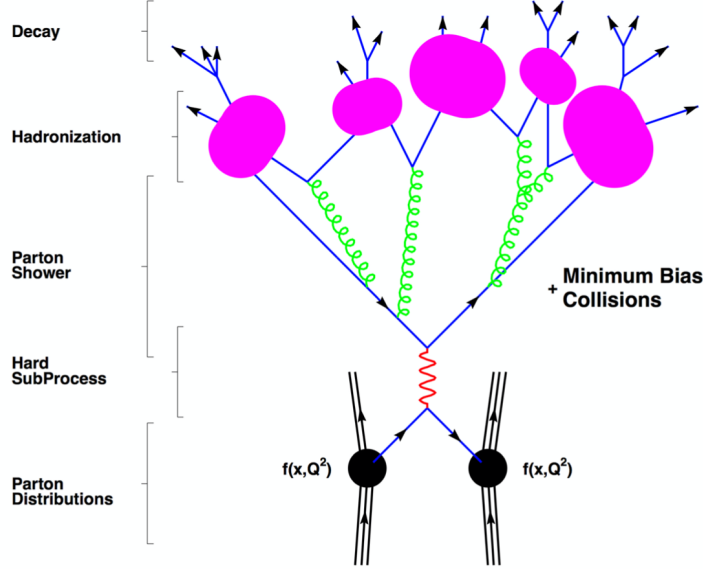 Decay
Hadronization
Parton
Shower
+ Minimum Bias
Collisions
Hard
SubProcess
f(x,Q²)
f(x,Q²)
Parton
Distributions